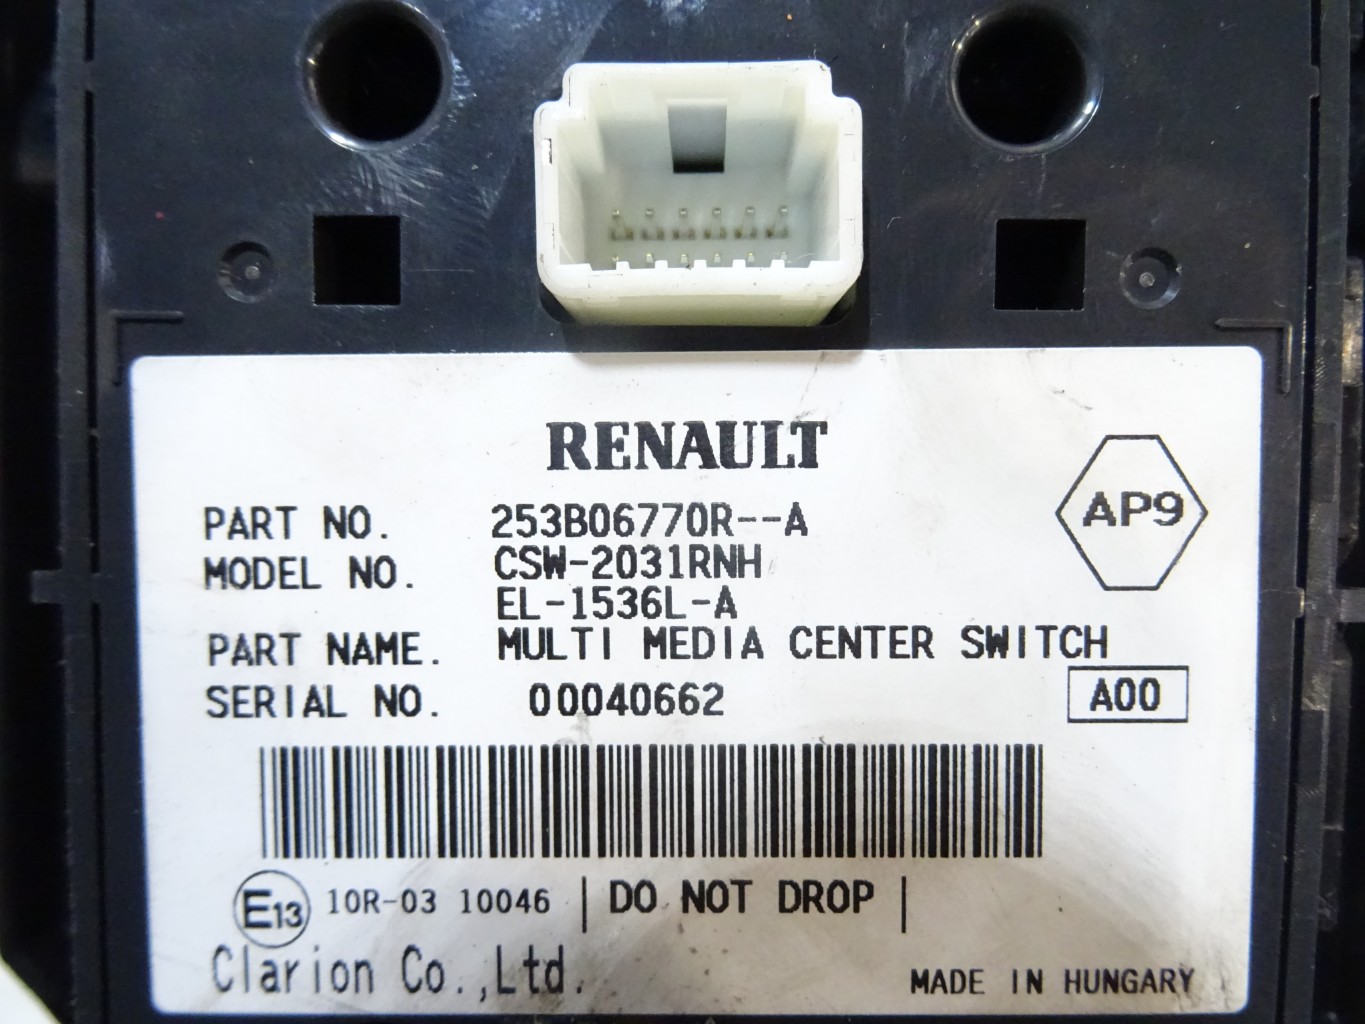 RENAULT
AP9
PART NO. 253B06770R--A
MODEL NO. CSW-2031RNH
EL-1536L-A
PART NAME. MULTI MEDIA CENTER SWITCH
SERIAL NO. 00040662 A00
E13 10R-03 10046 | DO NOT DROP |
Clarion Co.,Ltd. MADE IN HUNGARY